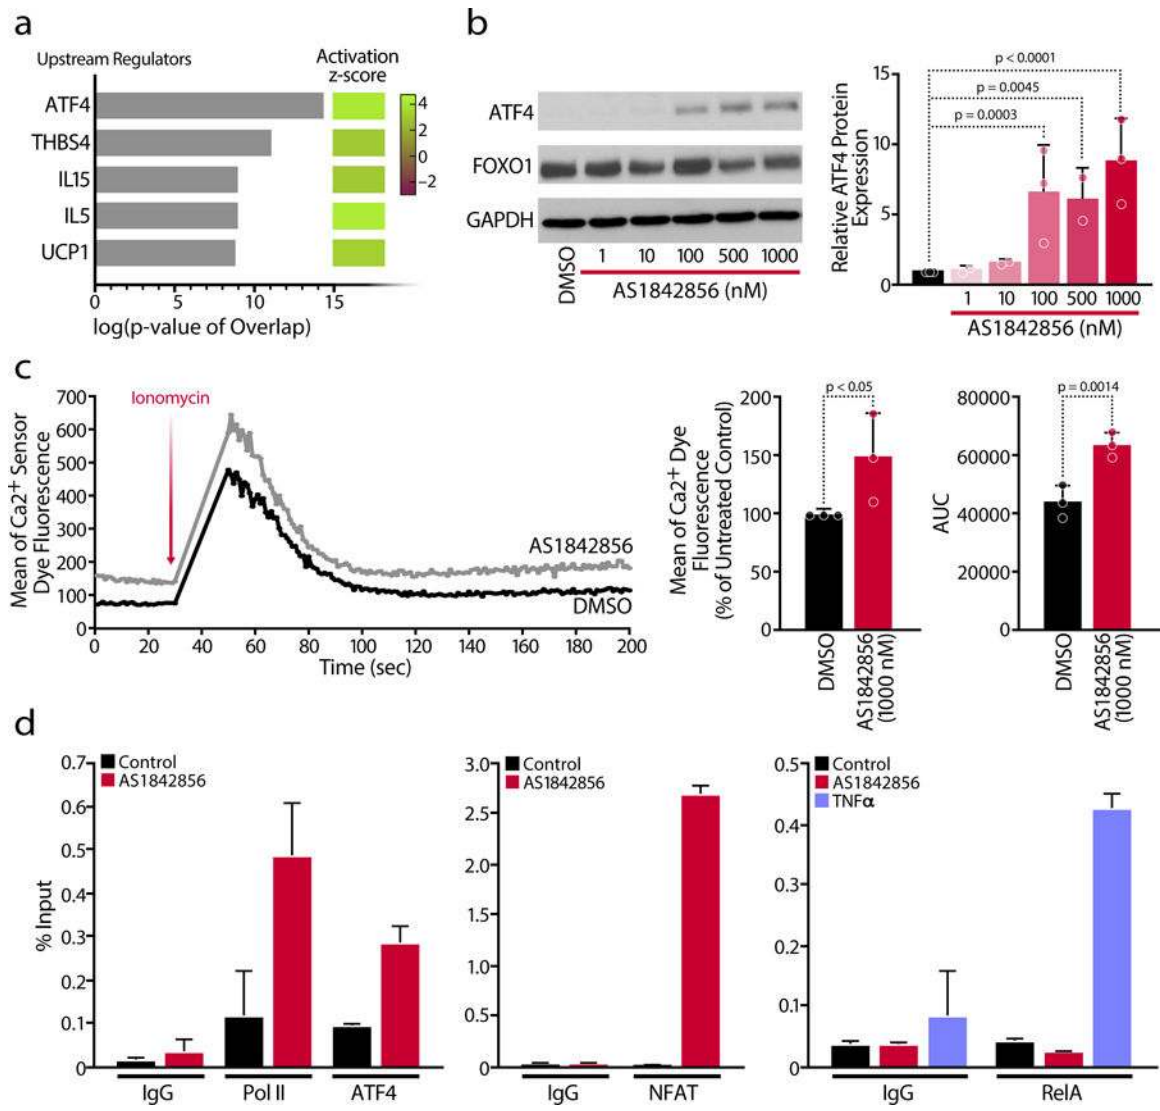 a
Upstream Regulators
Activation
z-score
ATF4
THBS4
IL15
IL5
UCP1
4
2
0
−2
0 5 10 15
log(p-value of Overlap)
b
ATF4
FOXO1
GAPDH
DMSO 1 10 100 500 1000
AS1842856 (nM)
Relative ATF4 Protein
Expression
15
10
5
0
p < 0.0001
p = 0.0045
p = 0.0003
1 10 100 500 1000
AS1842856 (nM)
c
Mean of Ca2+ Sensor
Dye Fluorescence
700
600
500
400
300
200
100
0
Ionomycin
AS1842856
DMSO
0 20 40 60 80 100 120 140 160 180 200
Time (sec)
Mean of Ca2+ Dye
Fluorescence
(% of Untreated Control)
200
150
100
50
0
p < 0.05
DMSO
AS1842856
(1000 nM)
AUC
80000
60000
40000
20000
0
p = 0.0014
DMSO
AS1842856
(1000 nM)
d
% Input
0.7
0.6
0.5
0.4
0.3
0.2
0.1
0
Control
AS1842856
IgG Pol II ATF4
3.0
2.5
2.0
1.5
1.0
5.0
0
Control
AS1842856
IgG NFAT
0.5
0.4
0.3
0.2
0.1
0
Control
AS1842856
TNFα
IgG RelA